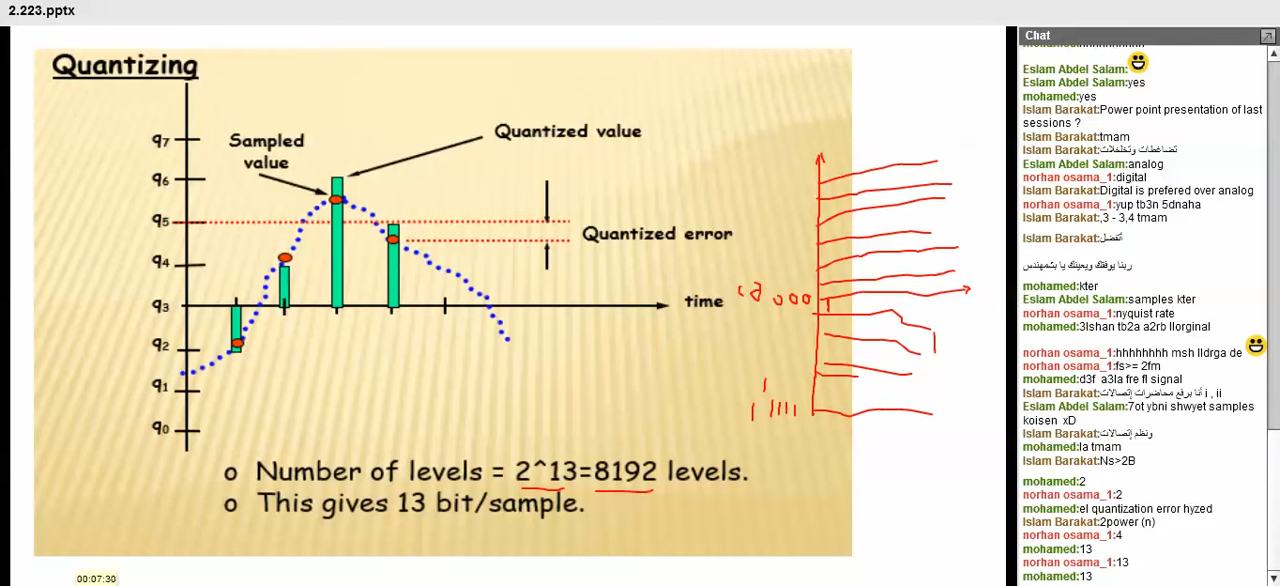 2.223.pptx
Quantizing
q7
q6
q5
q4
q3
q2
q1
q0
Sampled
value
Quantized value
Quantized error
time
o Number of levels = 2^13=8192 levels.
o This gives 13 bit/sample.
00:07:30
Chat
Eslam Abdel Salam:
Eslam Abdel Salam:yes
mohamed:yes
Islam Barakat:Power point presentation of last
sessions ?
Islam Barakat:tmam
Islam Barakat:تضاغطات وتخلخلات
Eslam Abdel Salam:analog
norhan osama_1:digital
Islam Barakat:Digital is prefered over analog
norhan osama_1:yup tb3n 5dnaha
Islam Barakat:,3 - 3,4 tmam
Islam Barakat:أتفضل
ربنا يوفقك ويعينك يا بشمهندس
mohamed:kter
Eslam Abdel Salam:samples kter
norhan osama_1:nyquist rate
mohamed:3lshan tb2a a2rb llorginal
norhan osama_1:hhhhhhhh msh lldrga de
norhan osama_1:fs>= 2fm
mohamed:d3f a3la fre fl signal
Islam Barakat:أنا برفع محاضرات إتصالات i , ii
Eslam Abdel Salam:7ot ybni shwyet samples
koisen xD
Islam Barakat:ونظم إتصالات
mohamed:la tmam
Islam Barakat:Ns>2B
mohamed:2
norhan osama_1:2
mohamed:el quantization error hyzed
Islam Barakat:2power (n)
norhan osama_1:4
mohamed:13
norhan osama_1:13
mohamed:13